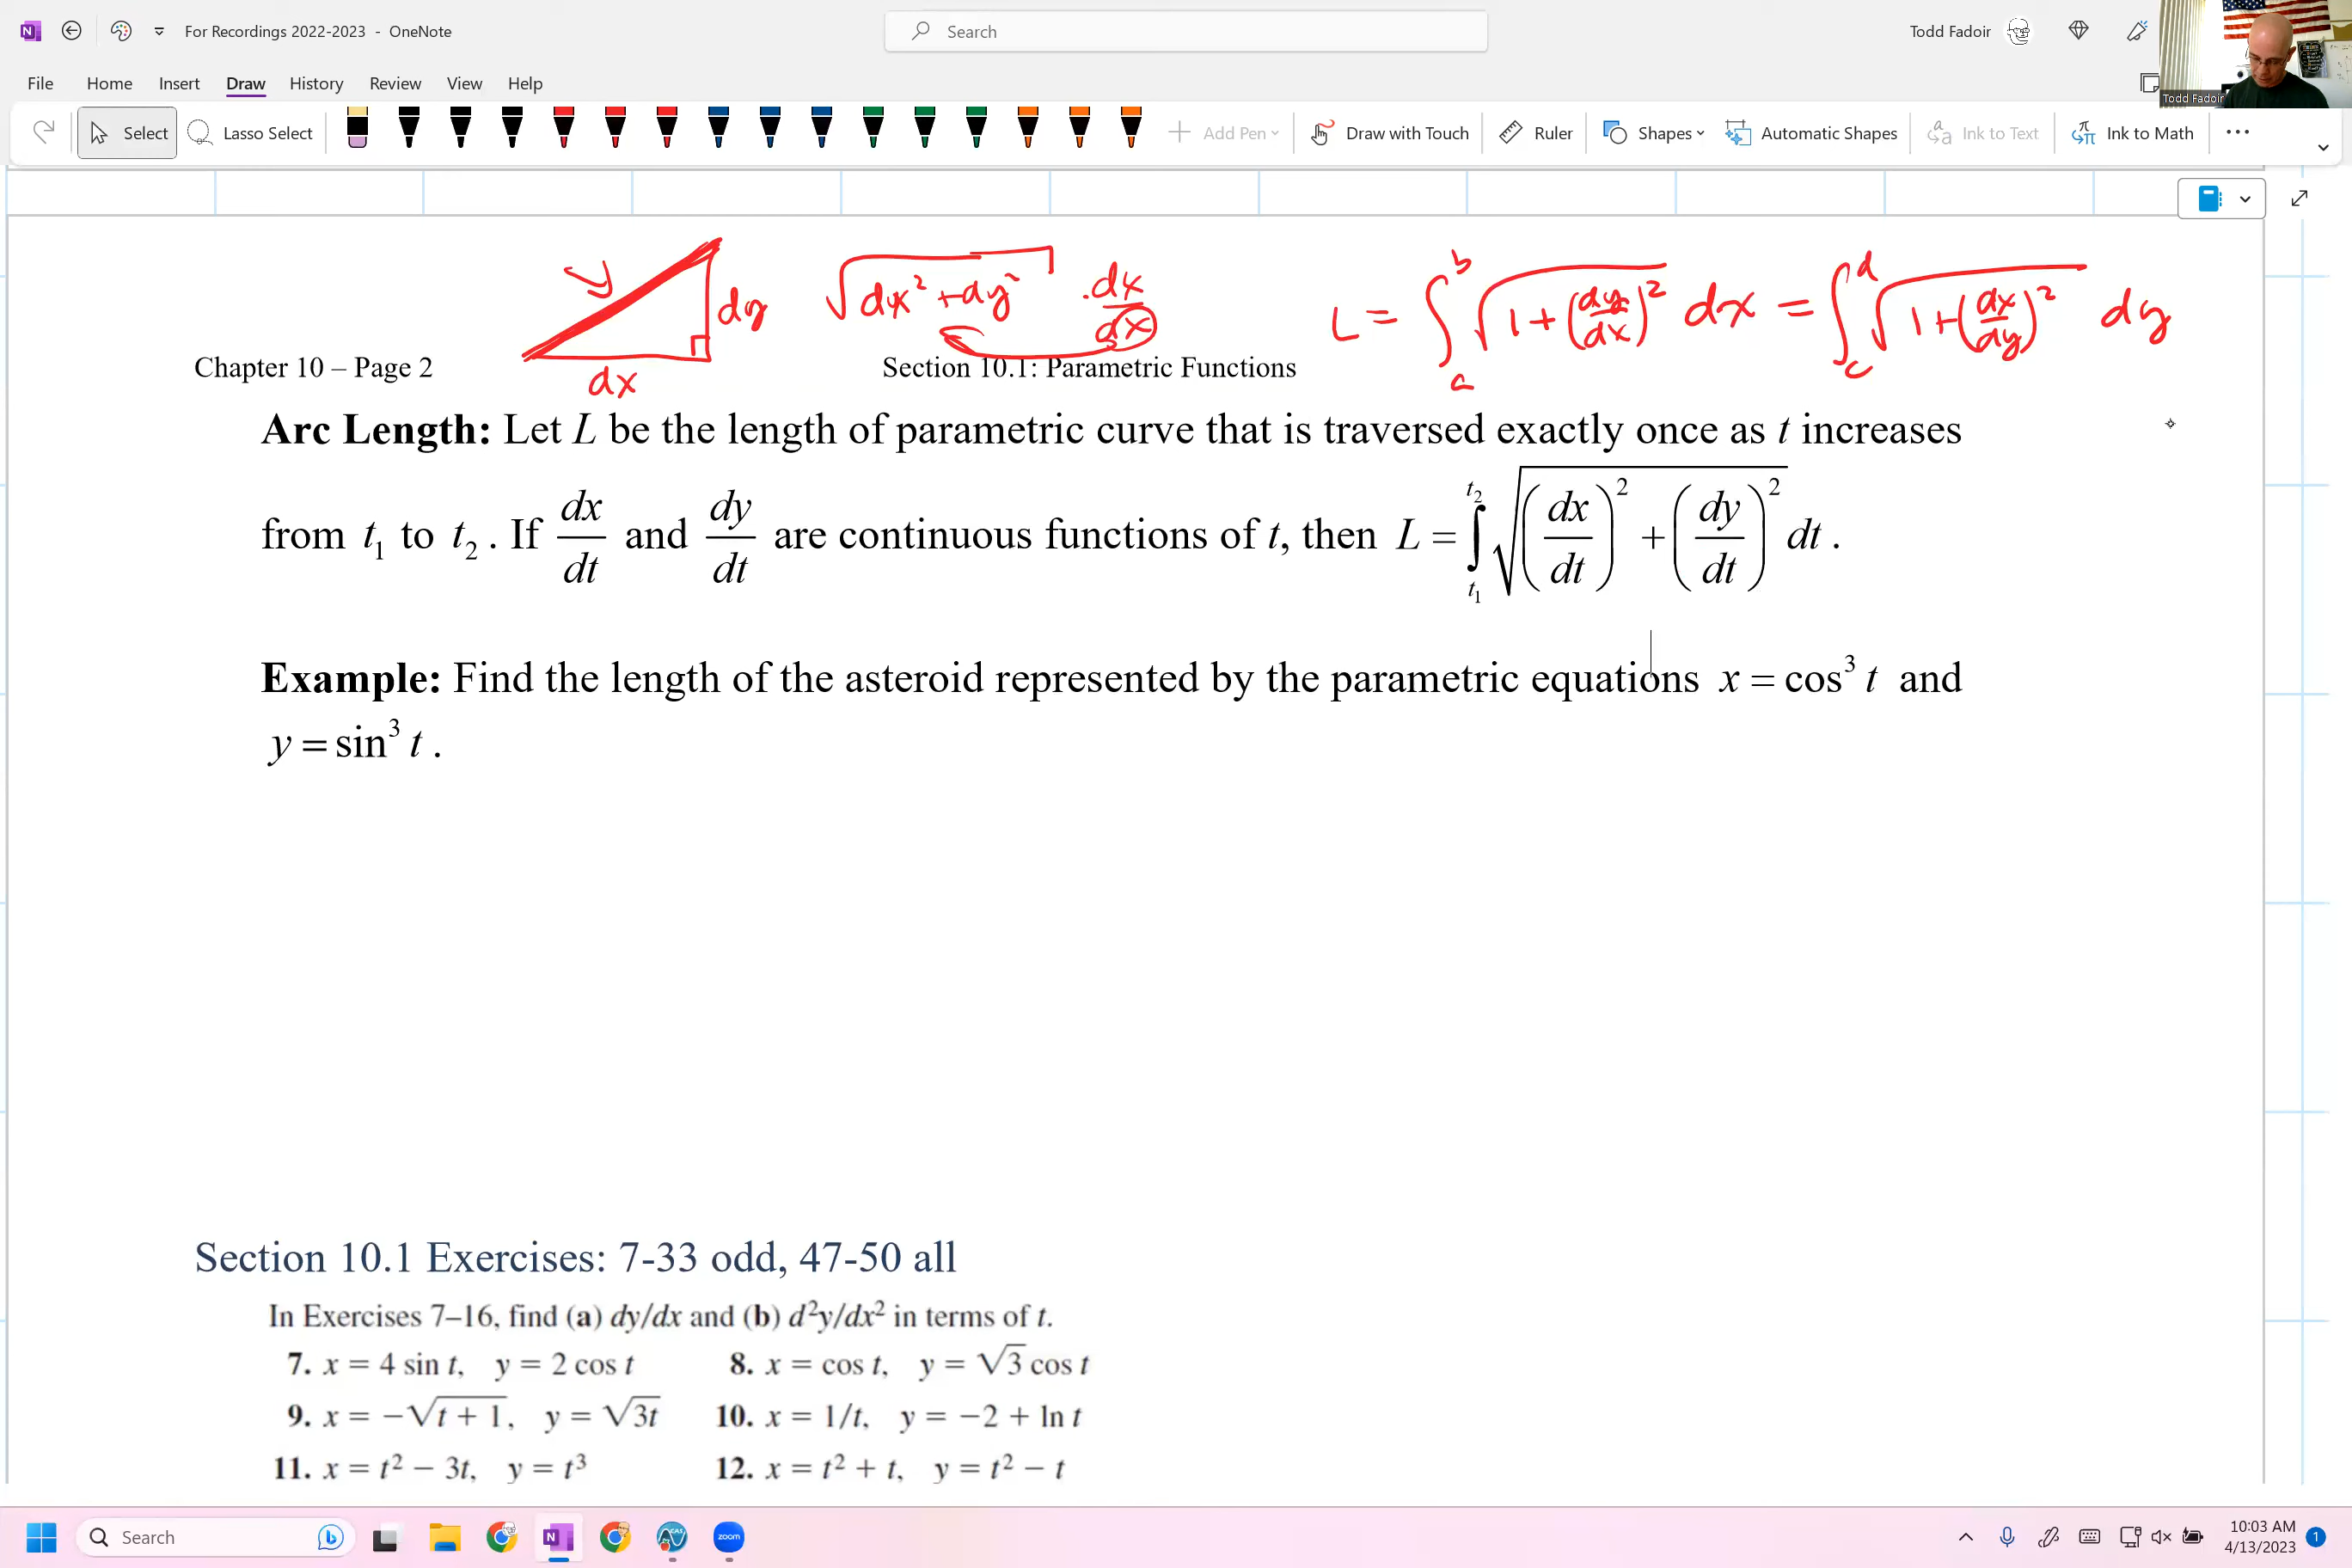 For Recordings 2022-2023 - OneNote
Search
Todd Fadoir
File Home Insert Draw History Review View Help
Select Lasso Select Add Pen Draw with Touch Ruler Shapes Automatic Shapes Ink to Text Ink to Math
Todd Fadoir
dy
dx
√(dx² + dy²) · dx/dx
L = ∫_a^b √(1 + (dy/dx)²) dx = ∫_c^d √(1 + (dx/dy)²) dy
Chapter 10 – Page 2 Section 10.1: Parametric Functions
Arc Length: Let L be the length of parametric curve that is traversed exactly once as t increases
from t₁ to t₂ . If dx/dt and dy/dt are continuous functions of t, then L = ∫_{t₁}^{t₂} √((dx/dt)² + (dy/dt)²) dt .
Example: Find the length of the asteroid represented by the parametric equations x = cos³ t and
y = sin³ t .
Section 10.1 Exercises: 7-33 odd, 47-50 all
In Exercises 7–16, find (a) dy/dx and (b) d²y/dx² in terms of t.
7. x = 4 sin t, y = 2 cos t 8. x = cos t, y = √3 cos t
9. x = −√(t + 1), y = √(3t) 10. x = 1/t, y = −2 + ln t
11. x = t² − 3t, y = t³ 12. x = t² + t, y = t² − t
Search
zoom
10:03 AM
4/13/2023
1